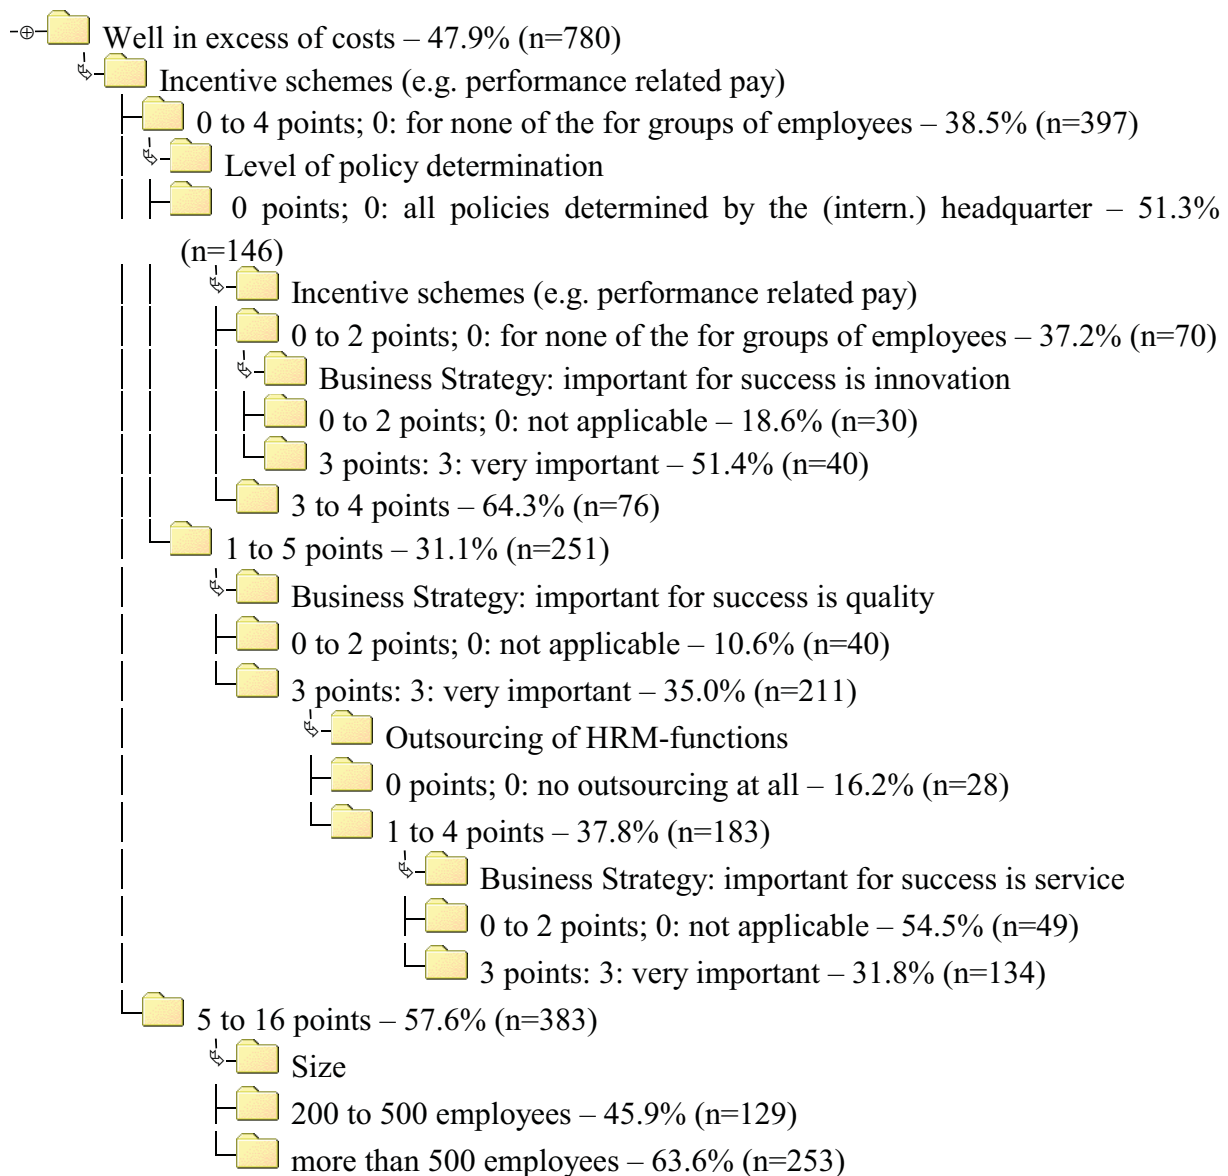 Well in excess of costs – 47.9% (n=780)
Incentive schemes (e.g. performance related pay)
0 to 4 points; 0: for none of the for groups of employees – 38.5% (n=397)
Level of policy determination
0 points; 0: all policies determined by the (intern.) headquarter – 51.3%
(n=146)
Incentive schemes (e.g. performance related pay)
0 to 2 points; 0: for none of the for groups of employees – 37.2% (n=70)
Business Strategy: important for success is innovation
0 to 2 points; 0: not applicable – 18.6% (n=30)
3 points: 3: very important – 51.4% (n=40)
3 to 4 points – 64.3% (n=76)
1 to 5 points – 31.1% (n=251)
Business Strategy: important for success is quality
0 to 2 points; 0: not applicable – 10.6% (n=40)
3 points: 3: very important – 35.0% (n=211)
Outsourcing of HRM-functions
0 points; 0: no outsourcing at all – 16.2% (n=28)
1 to 4 points – 37.8% (n=183)
Business Strategy: important for success is service
0 to 2 points; 0: not applicable – 54.5% (n=49)
3 points: 3: very important – 31.8% (n=134)
5 to 16 points – 57.6% (n=383)
Size
200 to 500 employees – 45.9% (n=129)
more than 500 employees – 63.6% (n=253)